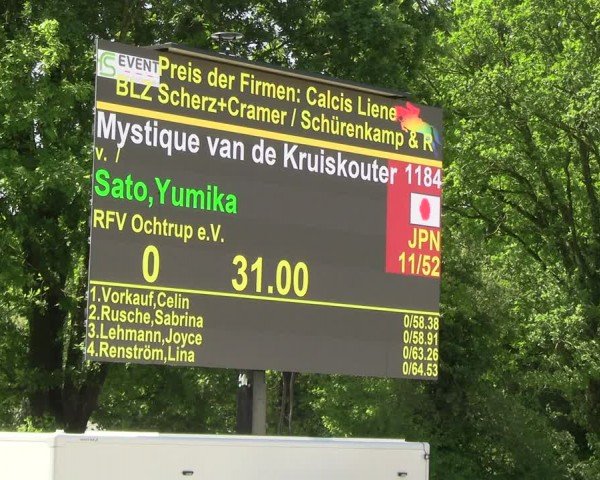 EVENT
Preis der Firmen: Calcis Liene
BLZ Scherz+Cramer / Schürenkamp & R
Mystique van de Kruiskouter 1184
v. /
Sato,Yumika
RFV Ochtrup e.V.
JPN
0 31.00 11/52
1.Vorkauf,Celin 0/58.38
2.Rusche,Sabrina 0/58.91
3.Lehmann,Joyce 0/63.26
4.Renström,Lina 0/64.53